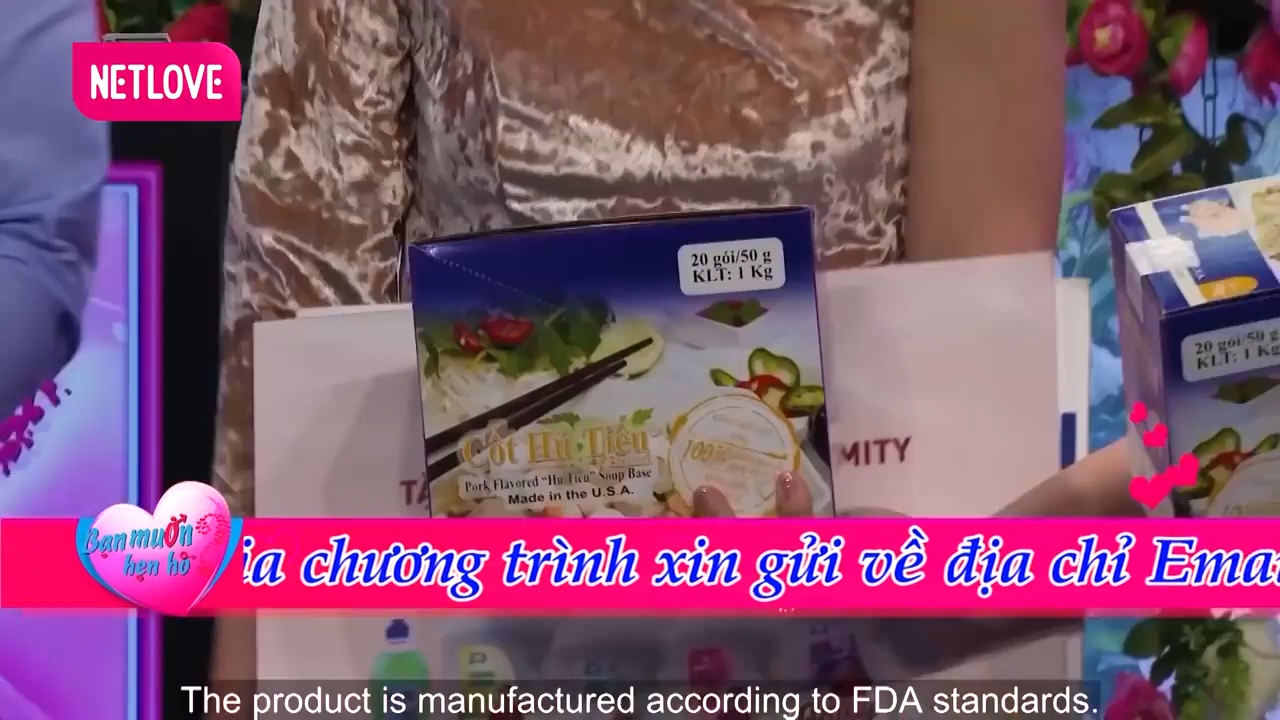 NETLOVE
20 gói/50 g
KLT: 1 Kg
20 gói/50 g
KLT: 1 Kg
Cốt Hủ Tiếu
Pork Flavored "Hu Tieu" Soup Base
Made in the U.S.A.
100%
MITY
Bạn muốn
hẹn hò
ia chương trình xin gửi về địa chỉ Emai
The product is manufactured according to FDA standards.